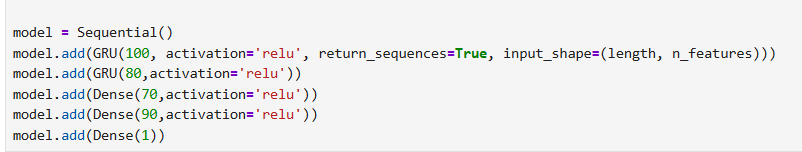 model = Sequential()
model.add(GRU(100, activation='relu', return_sequences=True, input_shape=(length, n_features)))
model.add(GRU(80,activation='relu'))
model.add(Dense(70,activation='relu'))
model.add(Dense(90,activation='relu'))
model.add(Dense(1))